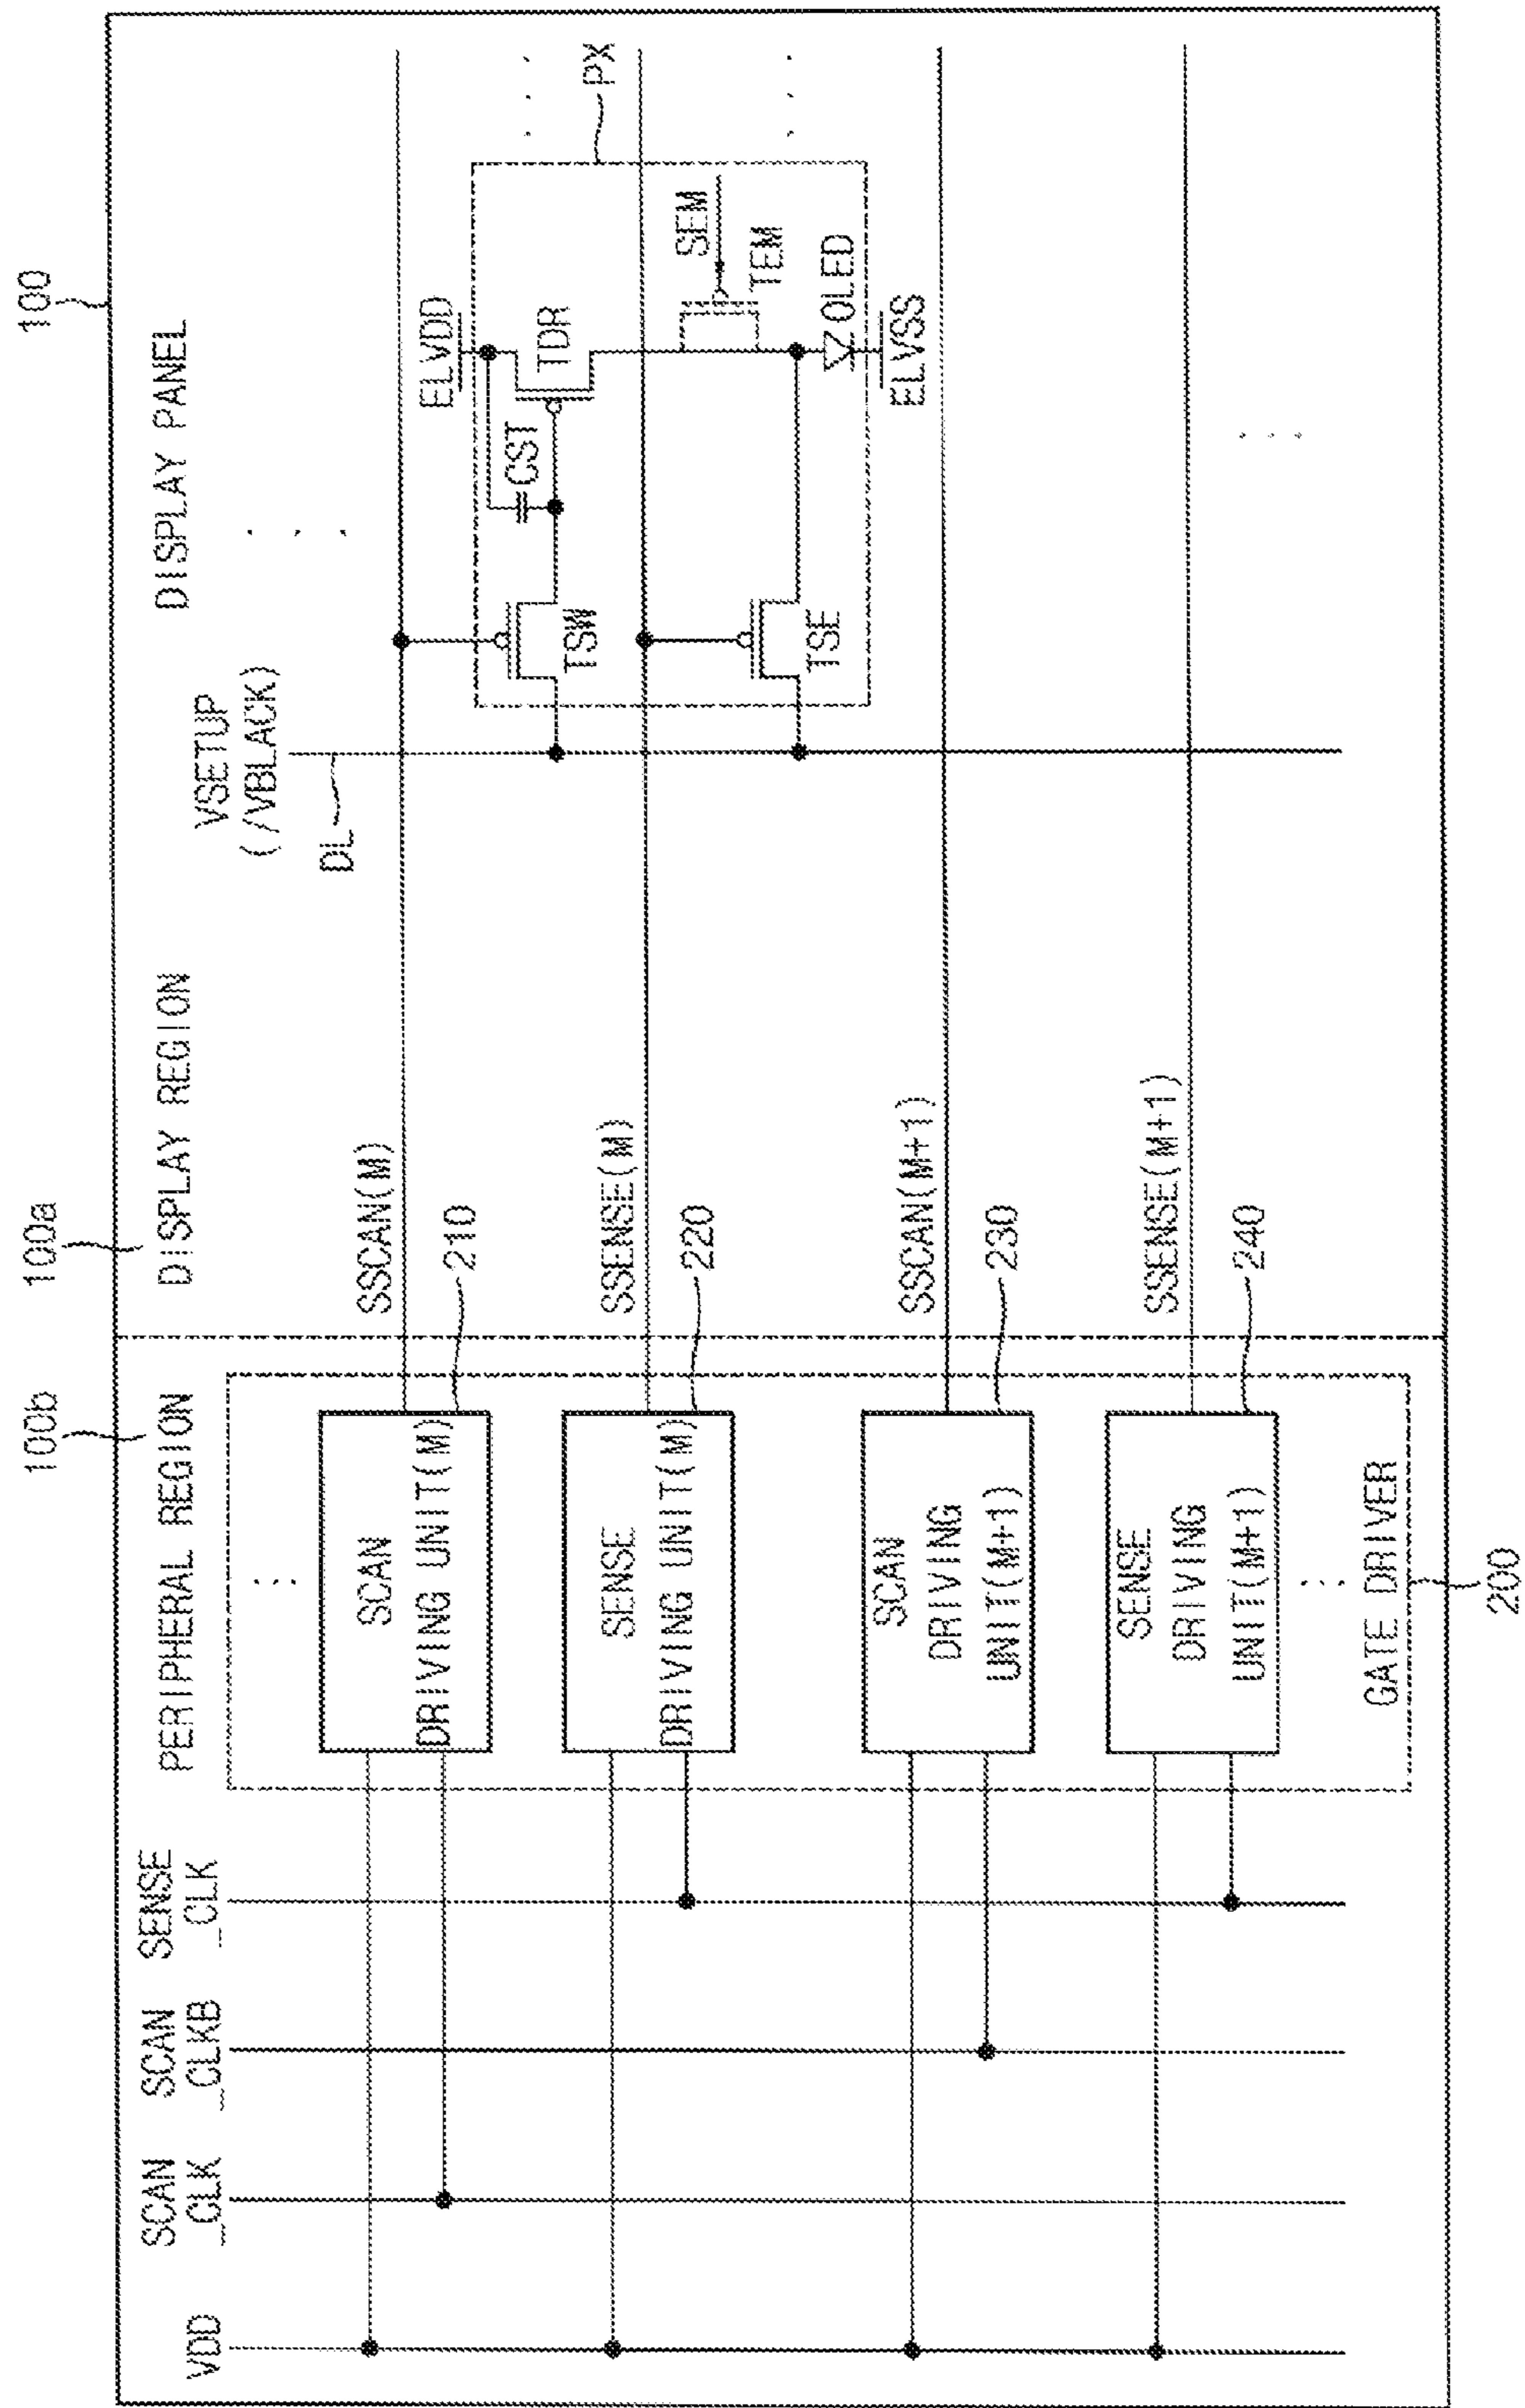 100
100b
100a
DISPLAY PANEL
PERIPHERAL REGION
DISPLAY REGION
VDD
SCAN
_CLK
SCAN
_CLKB
SENSE
_CLK
VSETUP
(/VBLACK)
DL
SCAN
DRIVING UNIT(M)
210
SSCAN(M)
SENSE
DRIVING UNIT(M)
220
SSENSE(M)
SCAN
DRIVING
UNIT(M+1)
230
SSCAN(M+1)
SENSE
DRIVING
UNIT(M+1)
240
SSENSE(M+1)
GATE DRIVER
200
ELVDD
CST
TDR
TSW
PX
SEM
TEM
TSE
OLED
ELVSS